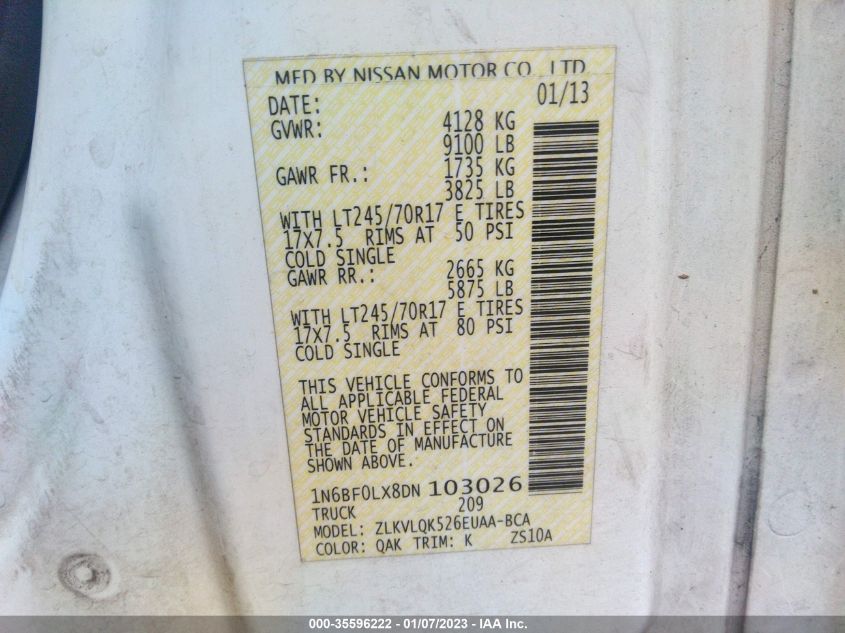 MFD BY NISSAN MOTOR CO., LTD.
DATE: 01/13
GVWR: 4128 KG
9100 LB
GAWR FR.: 1735 KG
3825 LB
WITH LT245/70R17 E TIRES
17X7.5 RIMS AT 50 PSI
COLD SINGLE
GAWR RR.: 2665 KG
5875 LB
WITH LT245/70R17 E TIRES
17X7.5 RIMS AT 80 PSI
COLD SINGLE
THIS VEHICLE CONFORMS TO
ALL APPLICABLE FEDERAL
MOTOR VEHICLE SAFETY
STANDARDS IN EFFECT ON
THE DATE OF MANUFACTURE
SHOWN ABOVE.
1N6BF0LX8DN 103026
TRUCK 209
MODEL: ZLKVLQK526EUAA-BCA
COLOR: QAK TRIM: K ZS10A
000-35596222 - 01/07/2023 - IAA Inc.